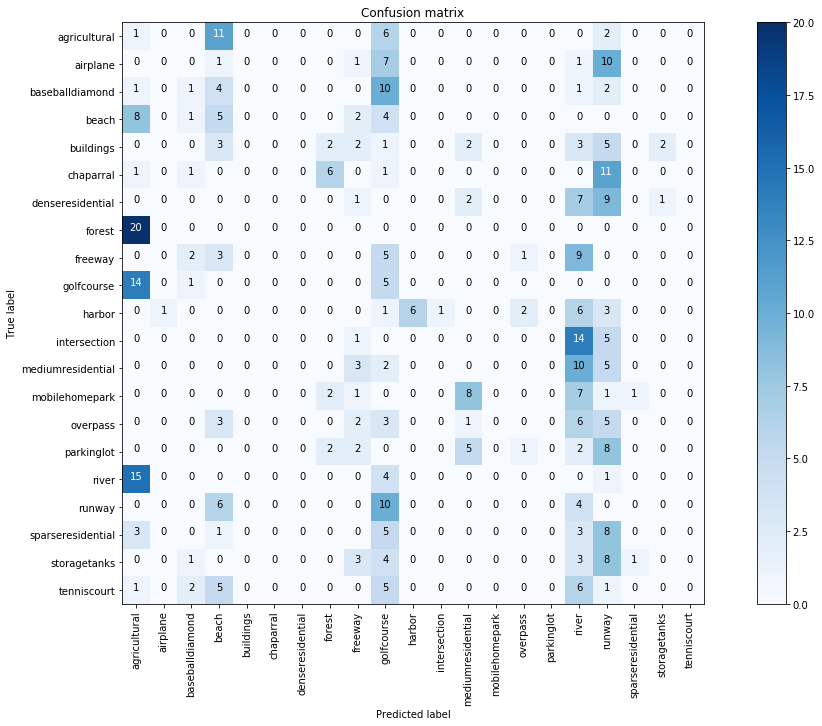 Confusion matrix
agricultural 1 0 0 11 0 0 0 0 0 6 0 0 0 0 0 0 0 2 0 0 0
airplane 0 0 0 1 0 0 0 0 1 7 0 0 0 0 0 0 1 10 0 0 0
baseballdiamond 1 0 1 4 0 0 0 0 0 10 0 0 0 0 0 0 1 2 0 0 0
beach 8 0 1 5 0 0 0 0 2 4 0 0 0 0 0 0 0 0 0 0 0
buildings 0 0 0 3 0 0 0 2 2 1 0 0 2 0 0 0 3 5 0 2 0
chaparral 1 0 1 0 0 0 0 6 0 1 0 0 0 0 0 0 0 11 0 0 0
denseresidential 0 0 0 0 0 0 0 0 1 0 0 0 2 0 0 0 7 9 0 1 0
forest 20 0 0 0 0 0 0 0 0 0 0 0 0 0 0 0 0 0 0 0 0
freeway 0 0 2 3 0 0 0 0 0 5 0 0 0 0 1 0 9 0 0 0 0
golfcourse 14 0 1 0 0 0 0 0 0 5 0 0 0 0 0 0 0 0 0 0 0
harbor 0 1 0 0 0 0 0 0 0 1 6 1 0 0 2 0 6 3 0 0 0
intersection 0 0 0 0 0 0 0 0 1 0 0 0 0 0 0 0 14 5 0 0 0
mediumresidential 0 0 0 0 0 0 0 0 3 2 0 0 0 0 0 0 10 5 0 0 0
mobilehomepark 0 0 0 0 0 0 0 2 1 0 0 0 8 0 0 0 7 1 1 0 0
overpass 0 0 0 3 0 0 0 0 2 3 0 0 1 0 0 0 6 5 0 0 0
parkinglot 0 0 0 0 0 0 0 2 2 0 0 0 5 0 1 0 2 8 0 0 0
river 15 0 0 0 0 0 0 0 0 4 0 0 0 0 0 0 0 1 0 0 0
runway 0 0 0 6 0 0 0 0 0 10 0 0 0 0 0 0 4 0 0 0 0
sparseresidential 3 0 0 1 0 0 0 0 0 5 0 0 0 0 0 0 3 8 0 0 0
storagetanks 0 0 1 0 0 0 0 0 3 4 0 0 0 0 0 0 3 8 1 0 0
tenniscourt 1 0 2 5 0 0 0 0 0 5 0 0 0 0 0 0 6 1 0 0 0
True label
agricultural
airplane
baseballdiamond
beach
buildings
chaparral
denseresidential
forest
freeway
golfcourse
harbor
intersection
mediumresidential
mobilehomepark
overpass
parkinglot
river
runway
sparseresidential
storagetanks
tenniscourt
Predicted label
20.0
17.5
15.0
12.5
10.0
7.5
5.0
2.5
0.0